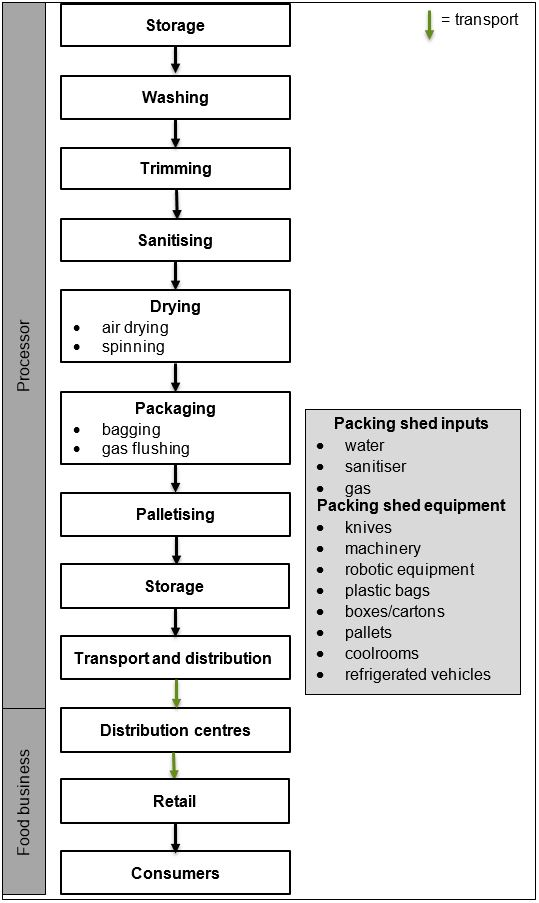 Storage
= transport
Washing
Trimming
Sanitising
Drying
• air drying
• spinning
Packaging
• bagging
• gas flushing
Palletising
Storage
Transport and distribution
Distribution centres
Retail
Consumers
Processor
Food business
Packing shed inputs
• water
• sanitiser
• gas
Packing shed equipment
• knives
• machinery
• robotic equipment
• plastic bags
• boxes/cartons
• pallets
• coolrooms
• refrigerated vehicles